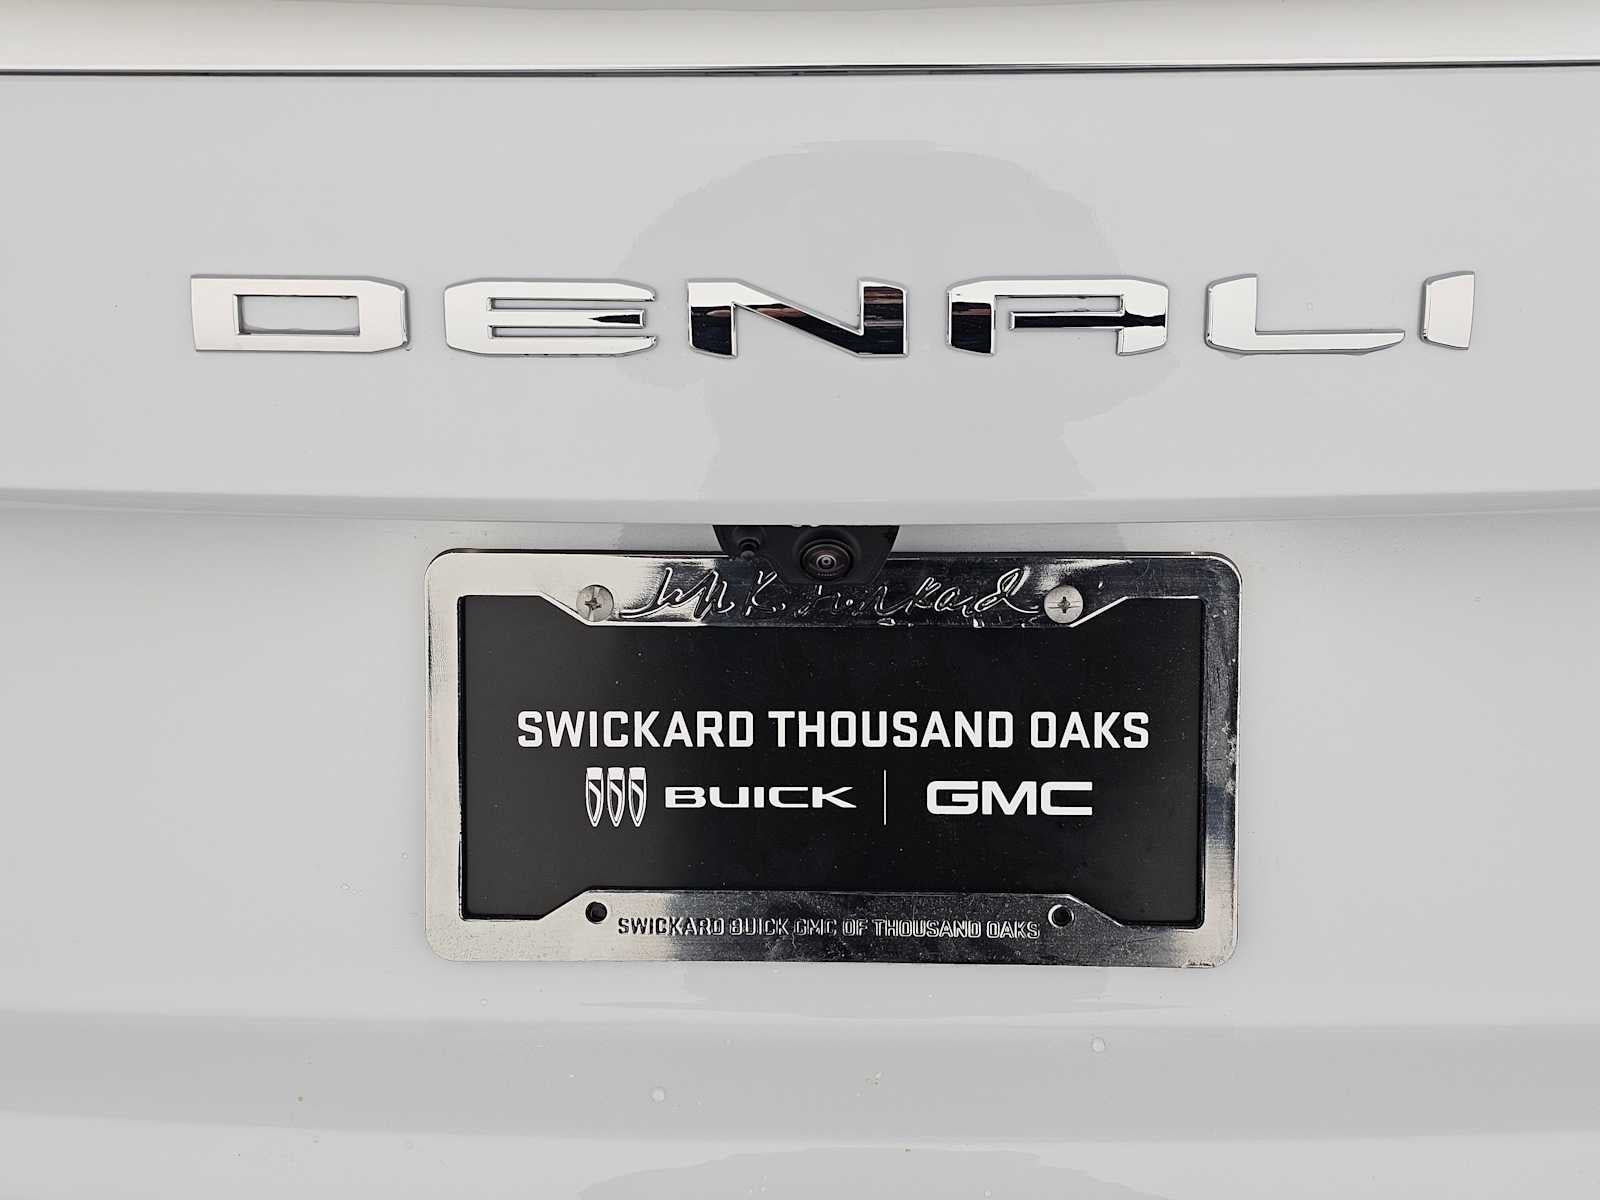 DENALI
SWICKARD THOUSAND OAKS
BUICK GMC
SWICKARD BUICK GMC OF THOUSAND OAKS